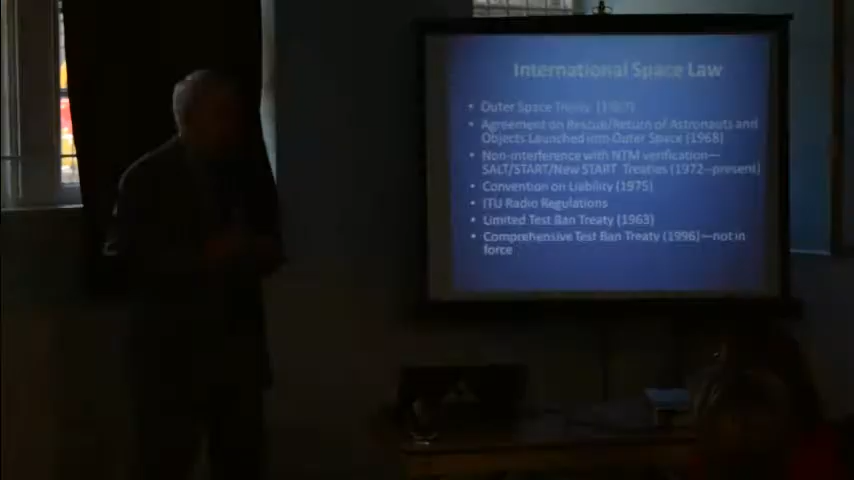 International Space Law
• Outer Space Treaty (1967)
• Agreement on Rescue/Return of Astronauts and
Objects Launched into Outer Space (1968)
• Non-interference with NTM verification—
SALT/START/New START Treaties (1972–present)
• Convention on Liability (1975)
• ITU Radio Regulations
• Limited Test Ban Treaty (1963)
• Comprehensive Test Ban Treaty (1996)—not in
force